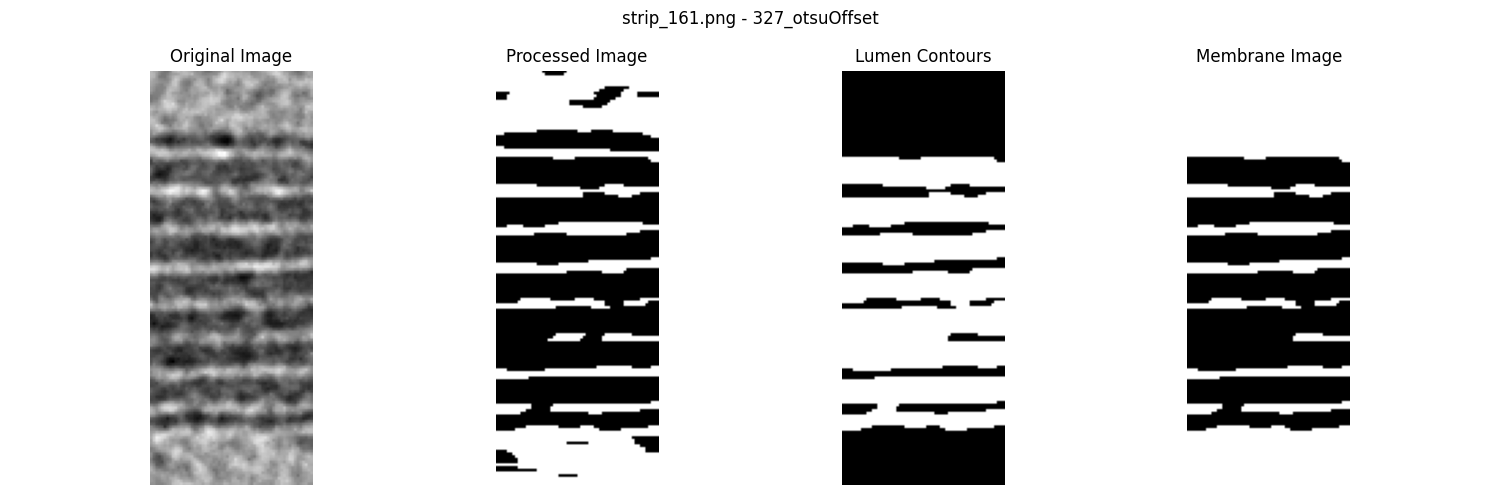 strip_161.png - 327_otsuOffset
Original Image
Processed Image
Lumen Contours
Membrane Image